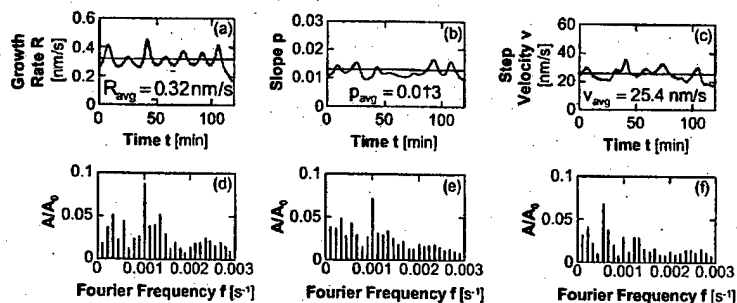 Growth Rate R [nm/s]
0.6
0.4
0.2
0
(a)
R_avg = 0.32nm/s
0 50 100
Time t [min]
Slope p
0.03
0.02
0.01
0
(b)
p_avg = 0.013
0 50 100
Time t [min]
Step Velocity v [nm/s]
60
40
20
0
(c)
v_avg = 25.4 nm/s
0 50 100
Time t [min]
A/A₀
0.1
0.05
0
(d)
0 0.001 0.002 0.003
Fourier Frequency f [s⁻¹]
A/A₀
0.1
0.05
0
(e)
0 0.001 0.002 0.003
Fourier Frequency f [s⁻¹]
A/A₀
0.1
0.05
0
(f)
0 0.001 0.002 0.003
Fourier Frequency f [s⁻¹]